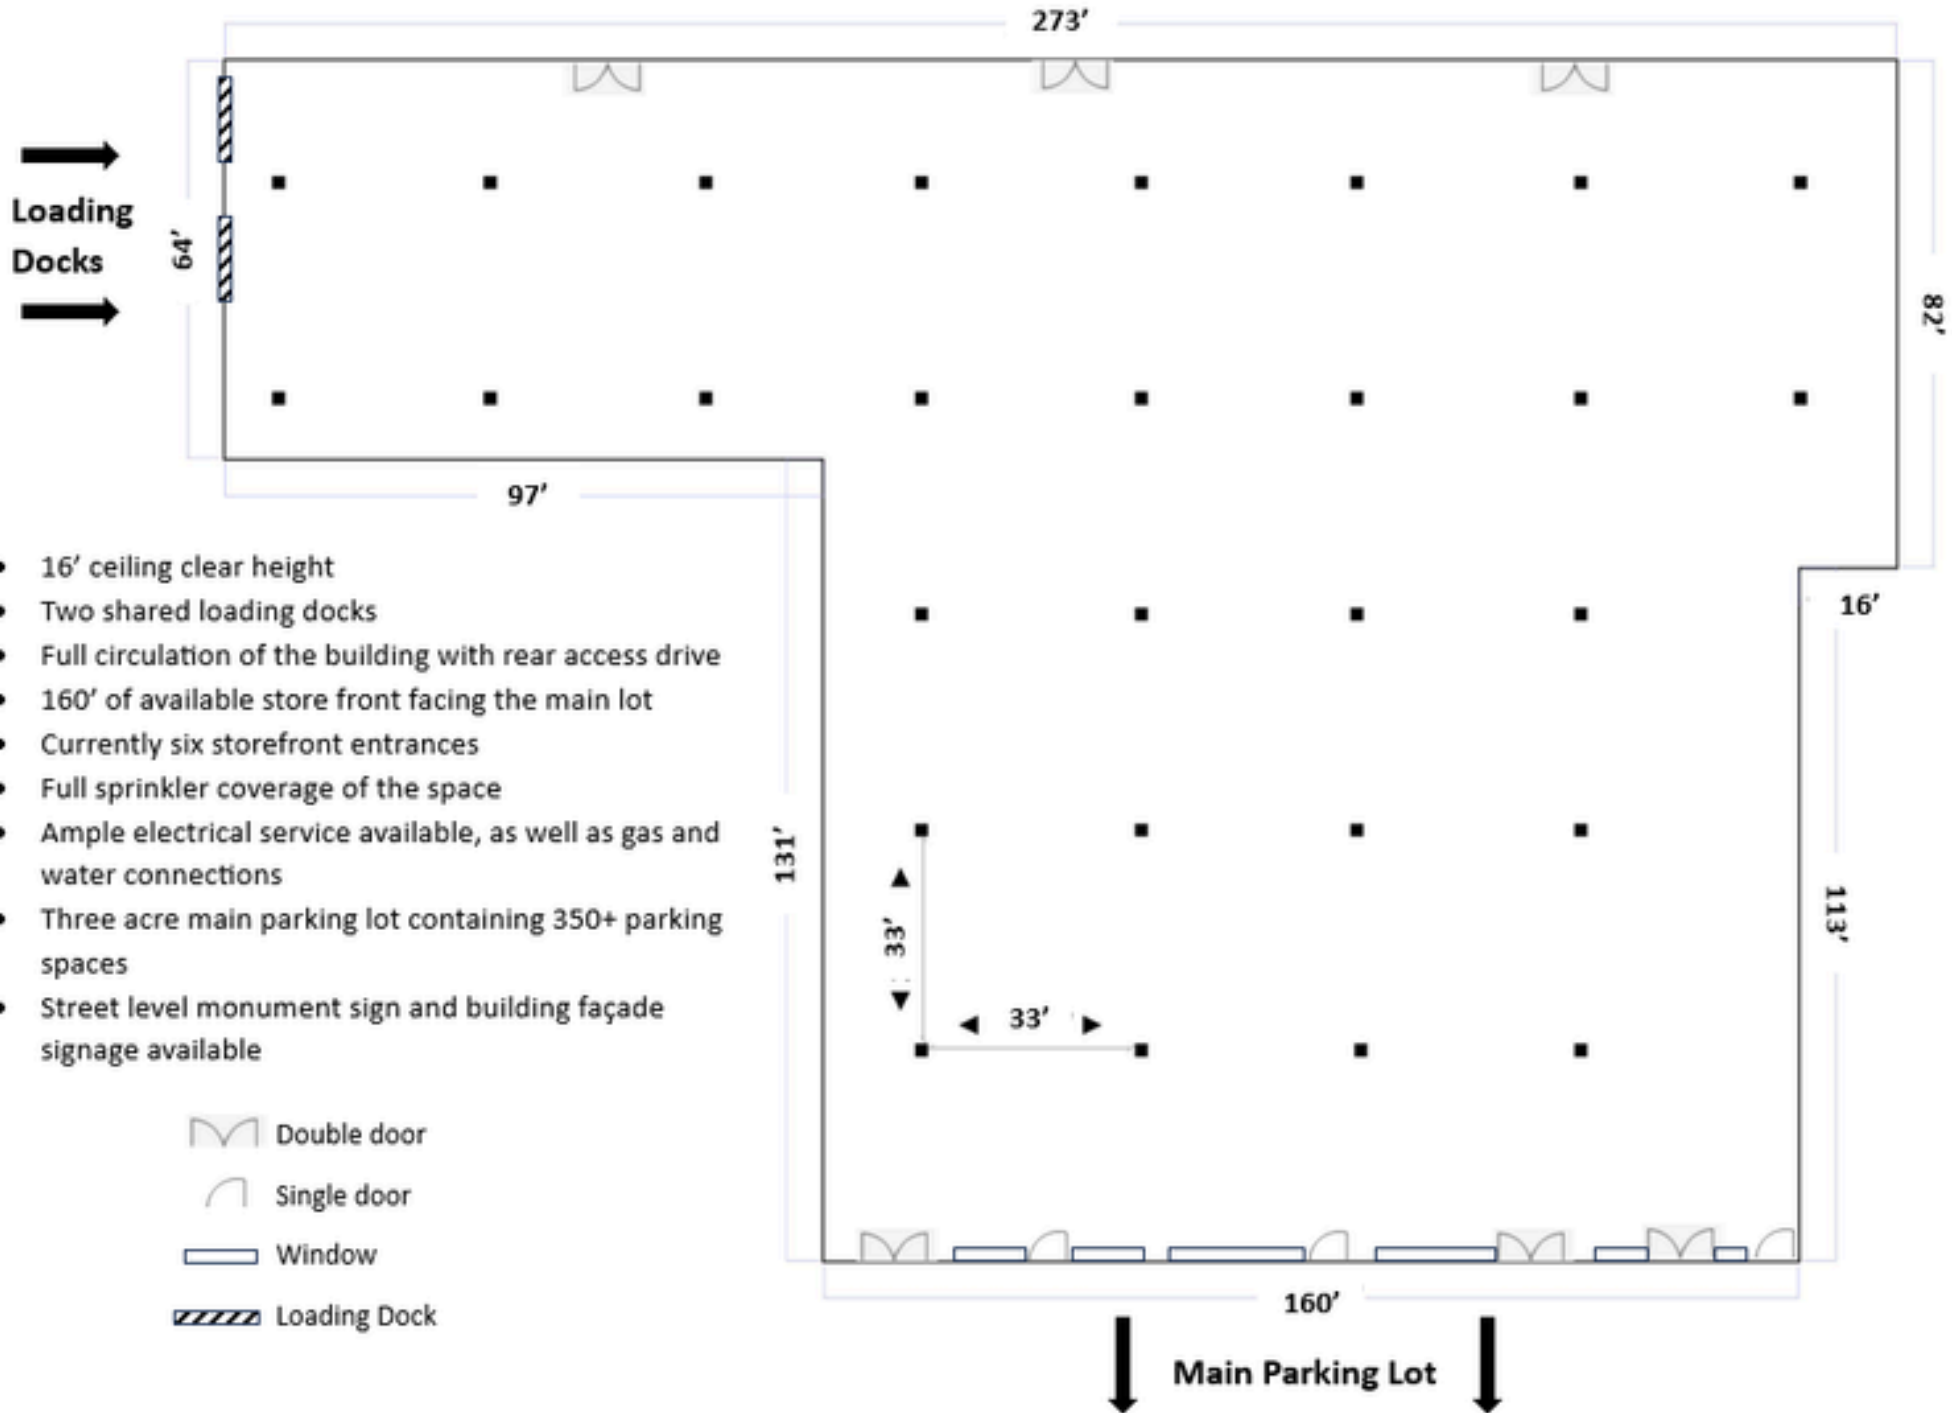 273’
Loading
Docks
64’
82’
97’
16’
• 16’ ceiling clear height
• Two shared loading docks
• Full circulation of the building with rear access drive
• 160’ of available store front facing the main lot
• Currently six storefront entrances
• Full sprinkler coverage of the space
• Ample electrical service available, as well as gas and
water connections
• Three acre main parking lot containing 350+ parking
spaces
• Street level monument sign and building façade
signage available
131’
113’
33’
33’
Double door
Single door
Window
Loading Dock
160’
Main Parking Lot